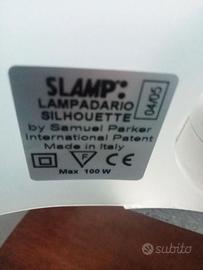 SLAMP:
LAMPADARIO
SILHOUETTE
by Samuel Parker
International Patent
Made in Italy
F CE
Max 100 W
04/05
subito